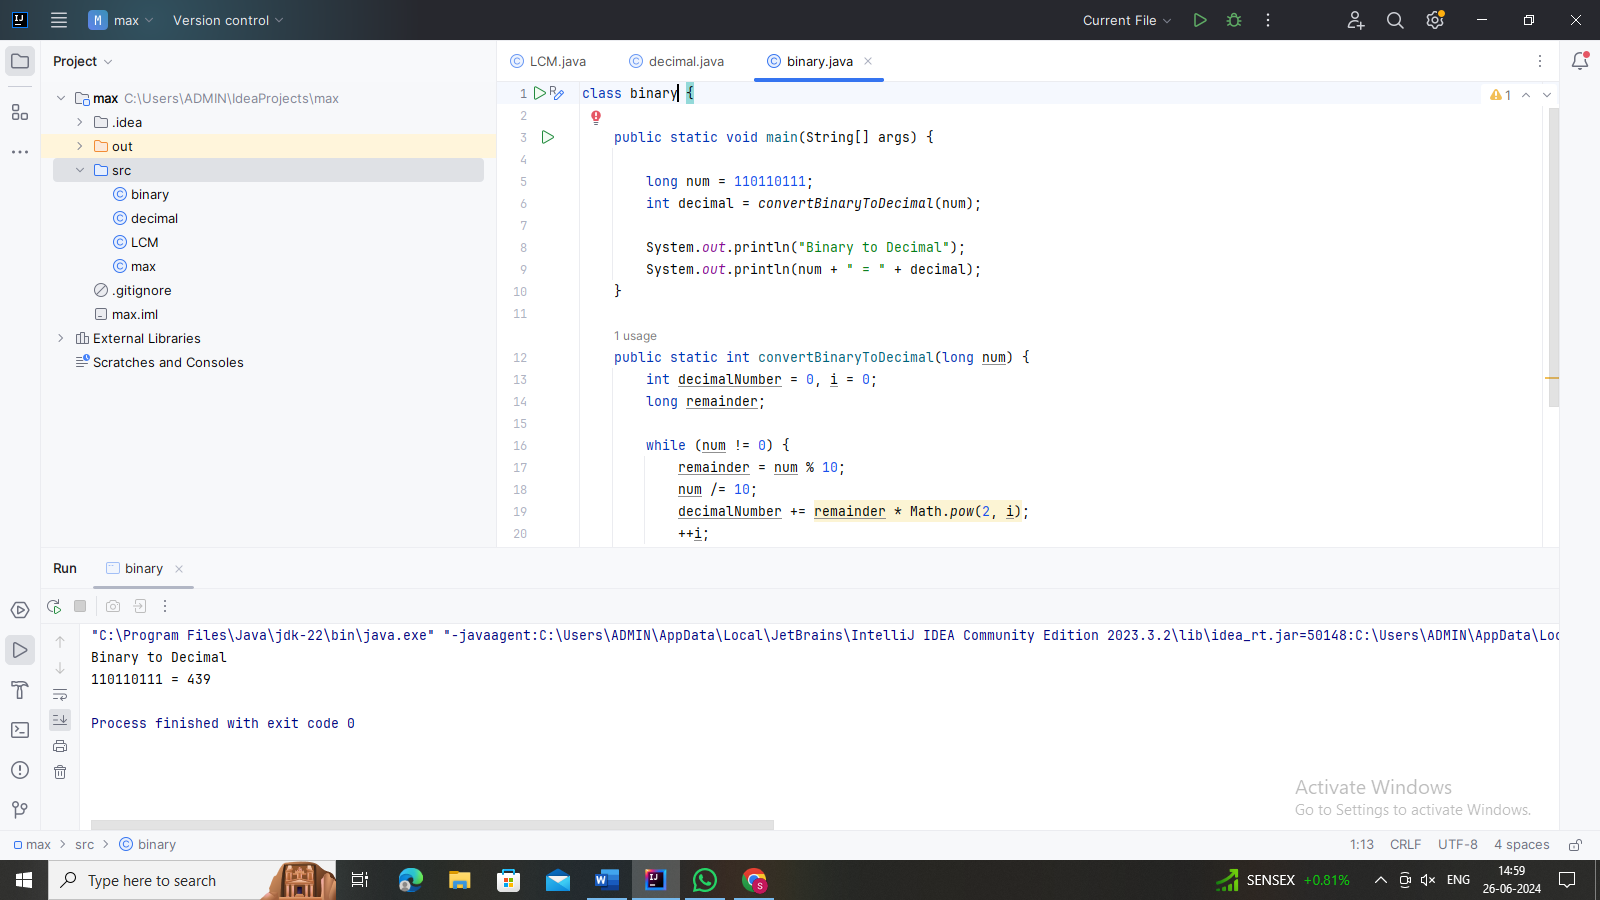 IJ
M max
Version control
Current File
Project
LCM.java
decimal.java
binary.java
max C:\Users\ADMIN\IdeaProjects\max
.idea
out
src
binary
decimal
LCM
max
.gitignore
max.iml
External Libraries
Scratches and Consoles
1 class binary {
1
2
3 public static void main(String[] args) {
4
5 long num = 110110111;
6 int decimal = convertBinaryToDecimal(num);
7
8 System.out.println("Binary to Decimal");
9 System.out.println(num + " = " + decimal);
10 }
11
1 usage
12 public static int convertBinaryToDecimal(long num) {
13 int decimalNumber = 0, i = 0;
14 long remainder;
15
16 while (num != 0) {
17 remainder = num % 10;
18 num /= 10;
19 decimalNumber += remainder * Math.pow(2, i);
20 ++i;
Run
binary
"C:\Program Files\Java\jdk-22\bin\java.exe" "-javaagent:C:\Users\ADMIN\AppData\Local\JetBrains\IntelliJ IDEA Community Edition 2023.3.2\lib\idea_rt.jar=50148:C:\Users\ADMIN\AppData\Loc
Binary to Decimal
110110111 = 439
Process finished with exit code 0
Activate Windows
Go to Settings to activate Windows.
max > src > binary
1:13 CRLF UTF-8 4 spaces
Type here to search
SENSEX +0.81%
ENG
14:59
26-06-2024